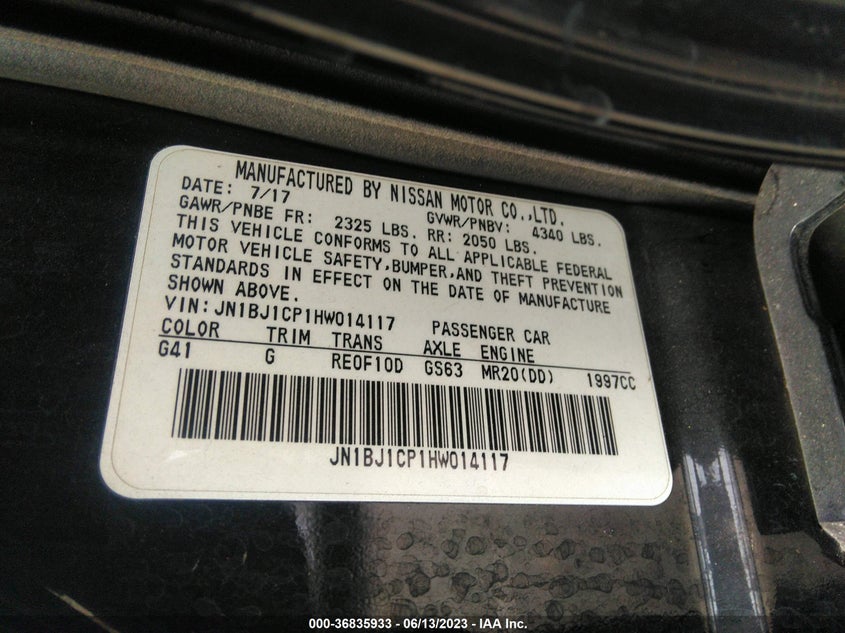 MANUFACTURED BY NISSAN MOTOR CO.,LTD.
DATE: 7/17 GVWR/PNBV: 4340 LBS.
GAWR/PNBE FR: 2325 LBS. RR: 2050 LBS.
THIS VEHICLE CONFORMS TO ALL APPLICABLE FEDERAL
MOTOR VEHICLE SAFETY,BUMPER,AND THEFT PREVENTION
STANDARDS IN EFFECT ON THE DATE OF MANUFACTURE
SHOWN ABOVE.
VIN:JN1BJ1CP1HW014117 PASSENGER CAR
COLOR TRIM TRANS AXLE ENGINE
G41 G RE0F10D GS63 MR20(DD) 1997CC
JN1BJ1CP1HW014117
000-36835933 - 06/13/2023 - IAA Inc.